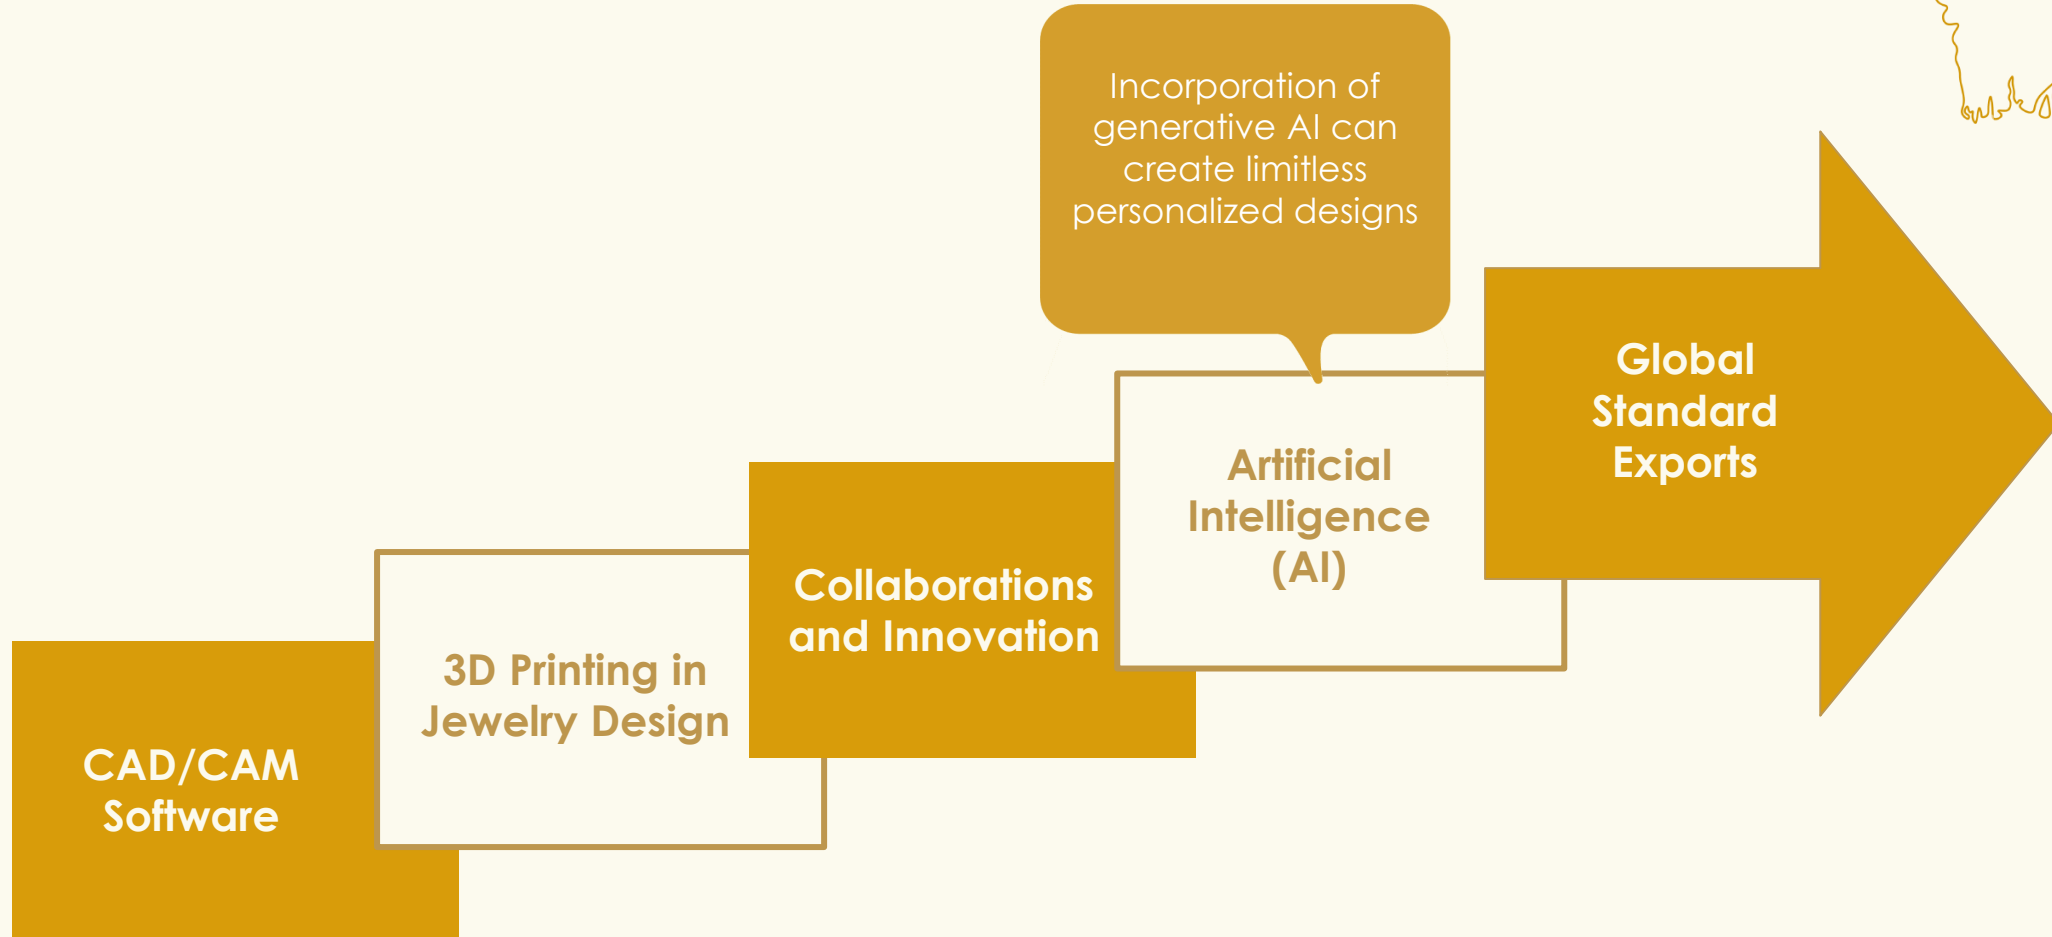 Incorporation of
generative AI can
create limitless
personalized designs
Global
Standard
Exports
Artificial
Intelligence
(AI)
Collaborations
and Innovation
3D Printing in
Jewelry Design
CAD/CAM
Software